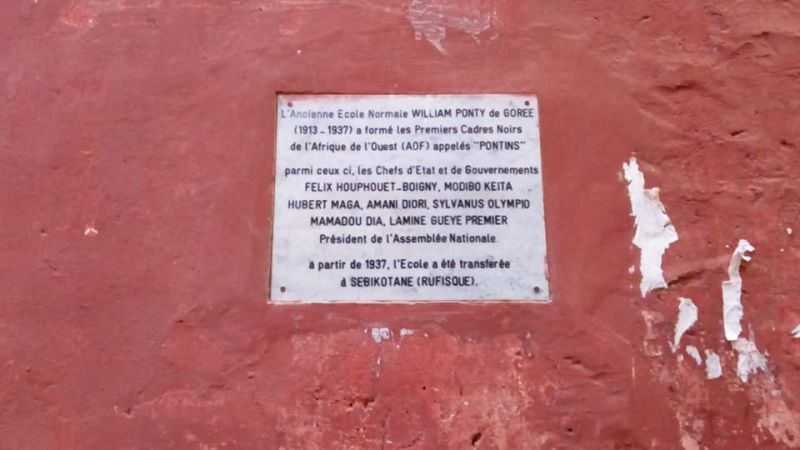 L'Ancienne Ecole Normale WILLIAM PONTY de GOREE
(1913-1937) a formé les Premiers Cadres Noirs
de l'Afrique de l'Ouest (AOF) appelés "PONTINS"
parmi ceux ci, les Chefs d'Etat et de Gouvernements
FELIX HOUPHOUET-BOIGNY, MODIBO KEITA
HUBERT MAGA, AMANI DIORI, SYLVANUS OLYMPIO
MAMADOU DIA, LAMINE GUEYE PREMIER
Président de l'Assemblée Nationale.
à partir de 1937, l'Ecole a été transferée
à SEBIKOTANE (RUFISQUE).